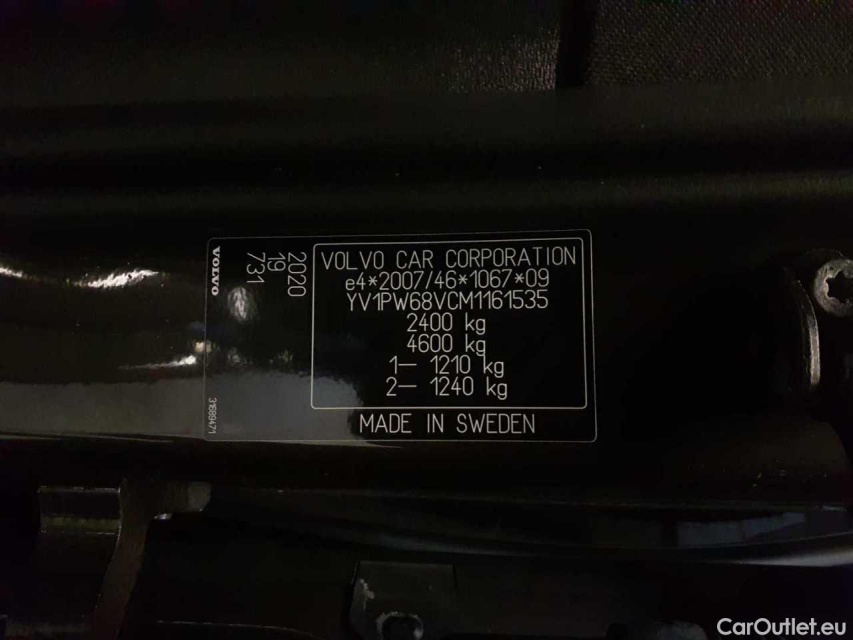 VOLVO
2020
19
731
31689471
VOLVO CAR CORPORATION
e4*2007/46*1067*09
YV1PW68VCM1161535
2400 kg
4600 kg
1– 1210 kg
2– 1240 kg
MADE IN SWEDEN
CarOutlet.eu